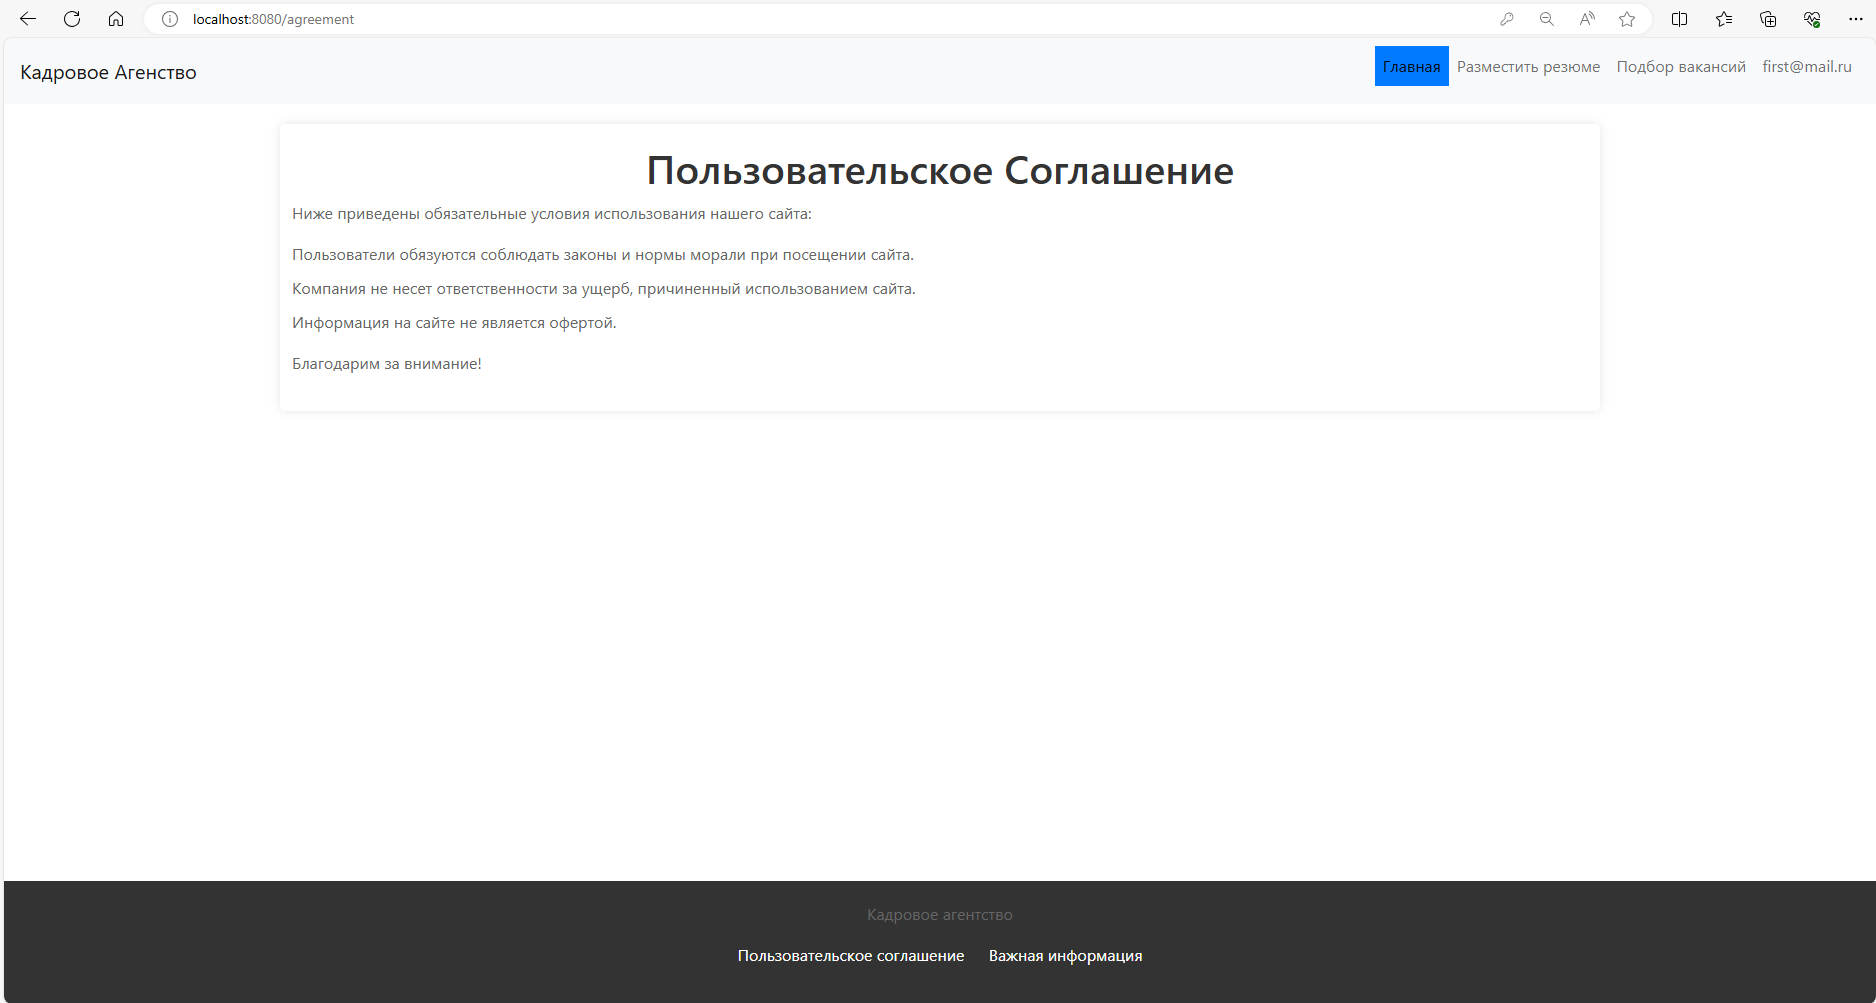 localhost:8080/agreement
Кадровое Агенство
Главная Разместить резюме Подбор вакансий first@mail.ru
Пользовательское Соглашение
Ниже приведены обязательные условия использования нашего сайта:
Пользователи обязуются соблюдать законы и нормы морали при посещении сайта.
Компания не несет ответственности за ущерб, причиненный использованием сайта.
Информация на сайте не является офертой.
Благодарим за внимание!
Кадровое агентство
Пользовательское соглашение Важная информация